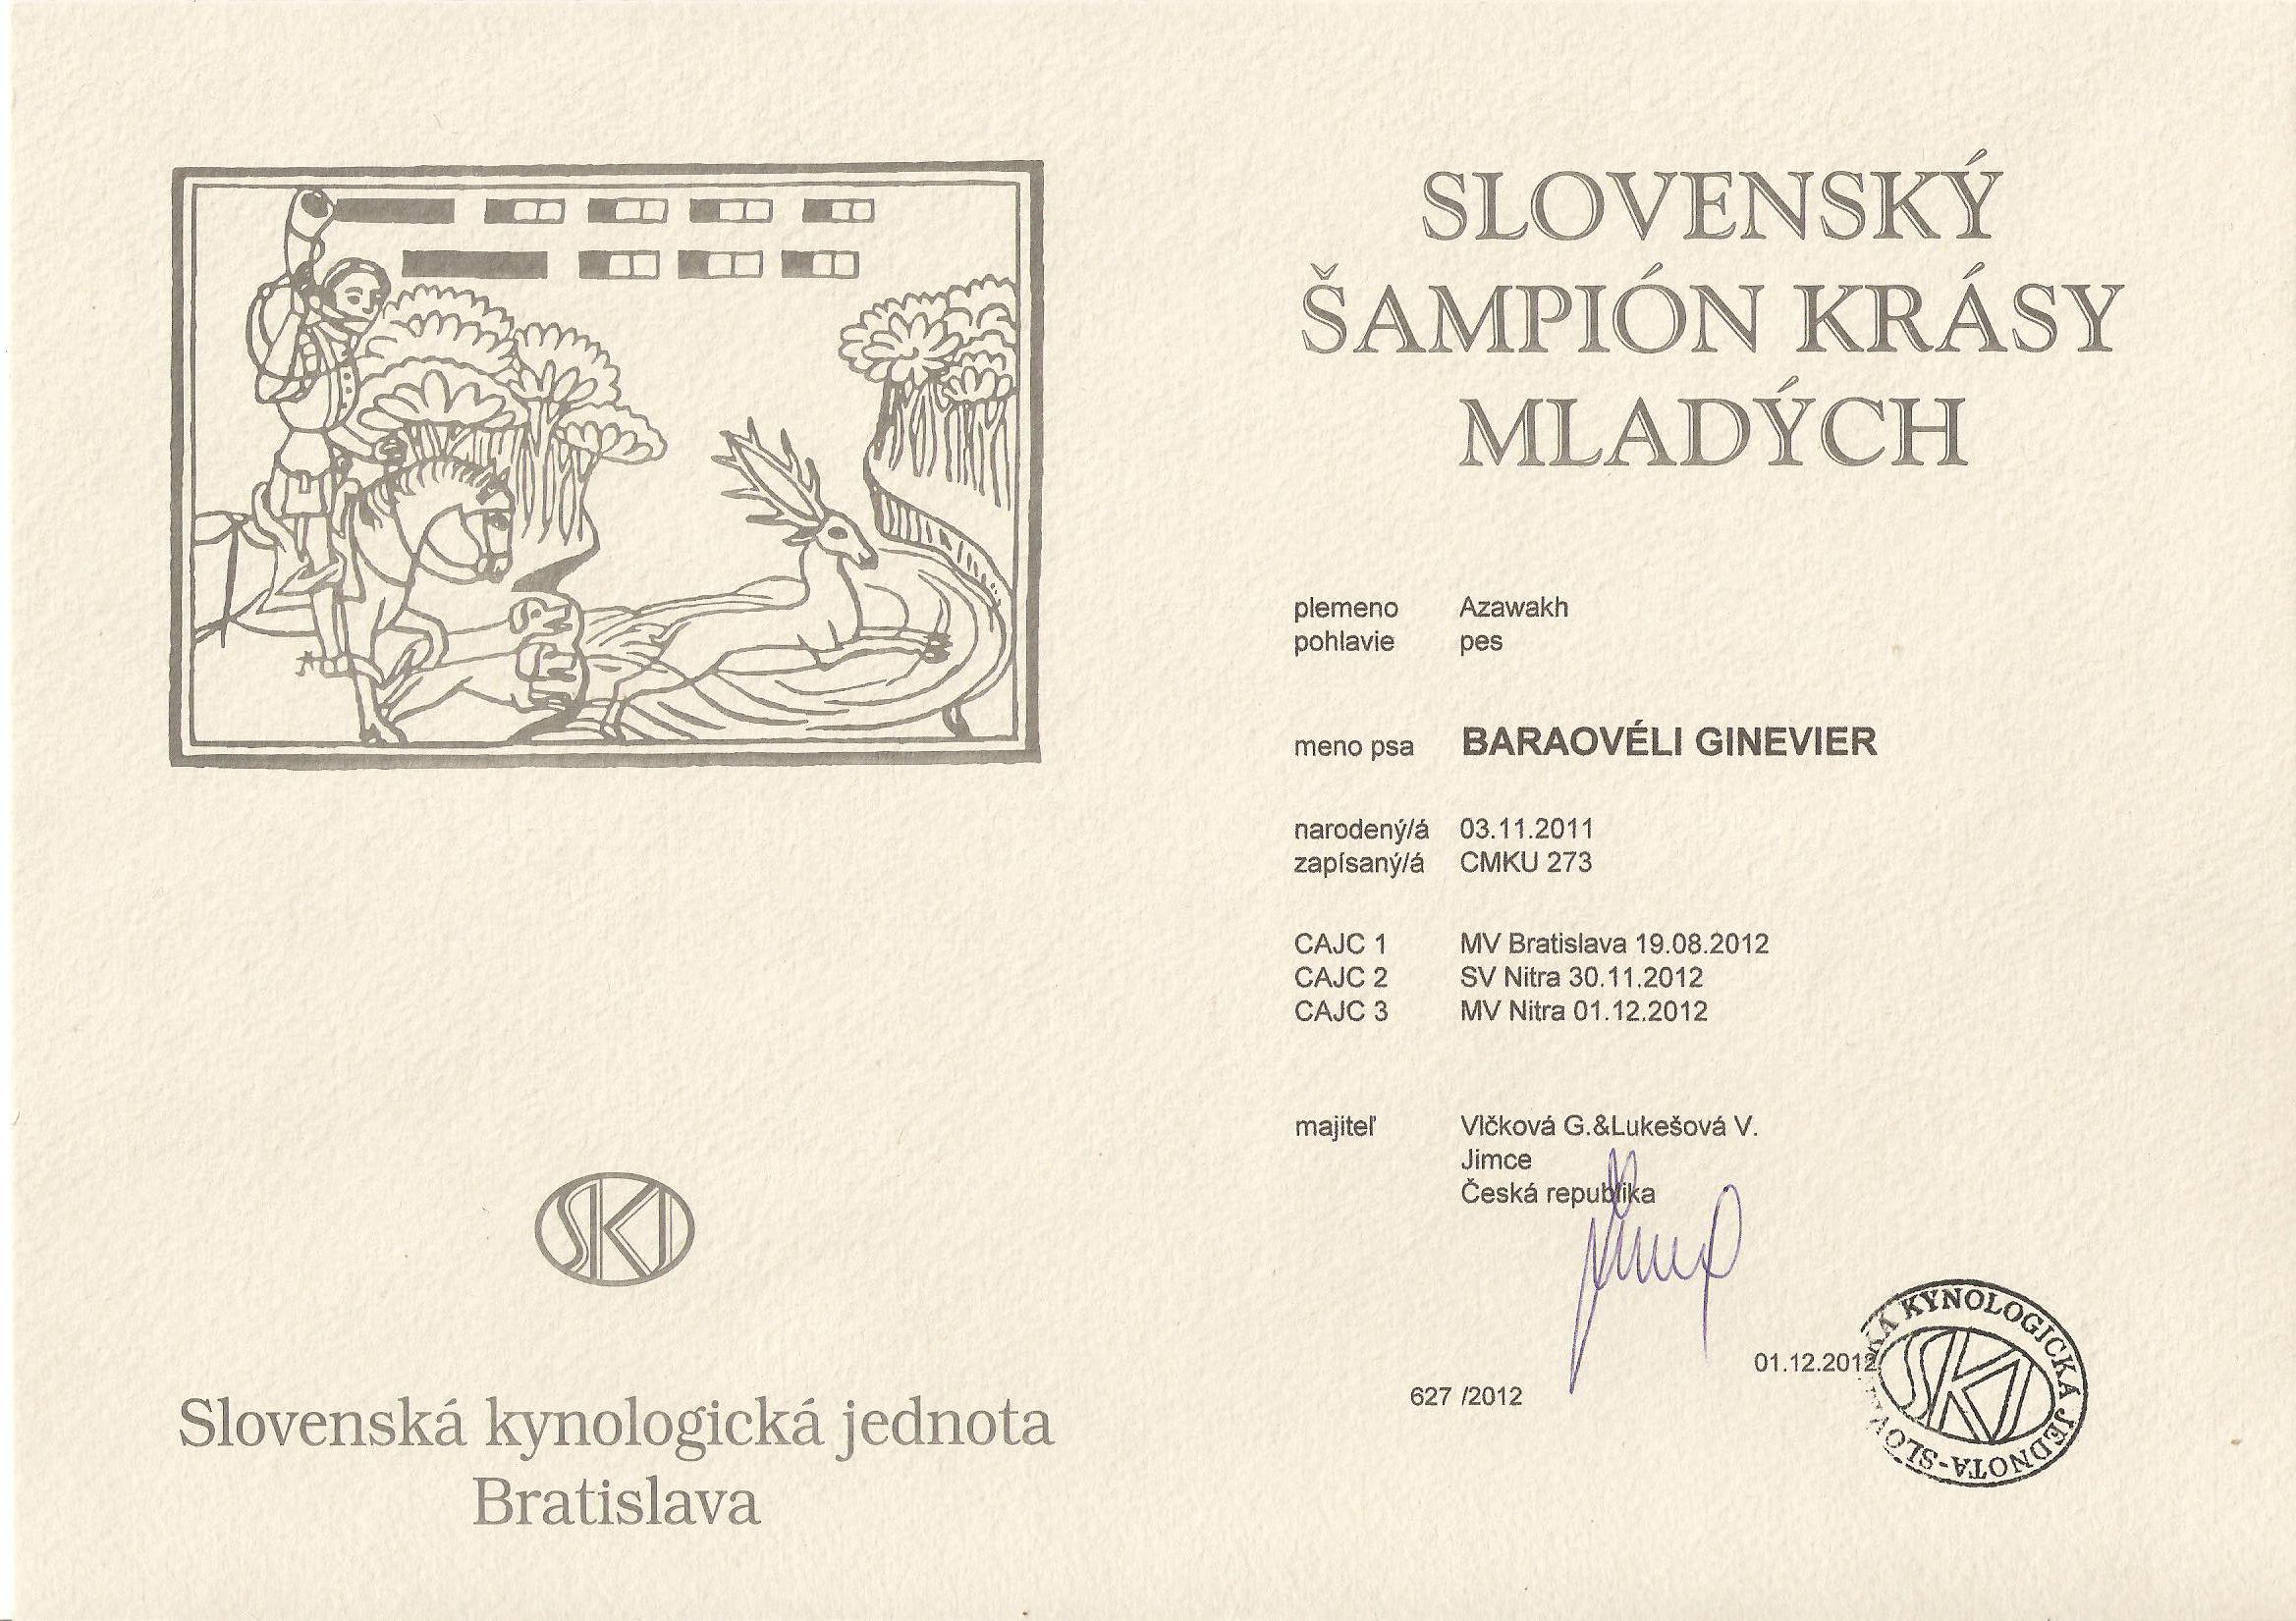 SKJ
Slovenská kynologická jednota
Bratislava
SLOVENSKÝ
ŠAMPIÓN KRÁSY
MLADÝCH
plemeno Azawakh
pohlavie pes
meno psa BARAOVÉLI GINEVIER
narodený/á 03.11.2011
zapísaný/á CMKU 273
CAJC 1 MV Bratislava 19.08.2012
CAJC 2 SV Nitra 30.11.2012
CAJC 3 MV Nitra 01.12.2012
majiteľ Vlčková G.&Lukešová V.
Jimce
Česká republika
01.12.2012
627 /2012
SLOVENSKÁ KYNOLOGICKÁ JEDNOTA-
SKJ